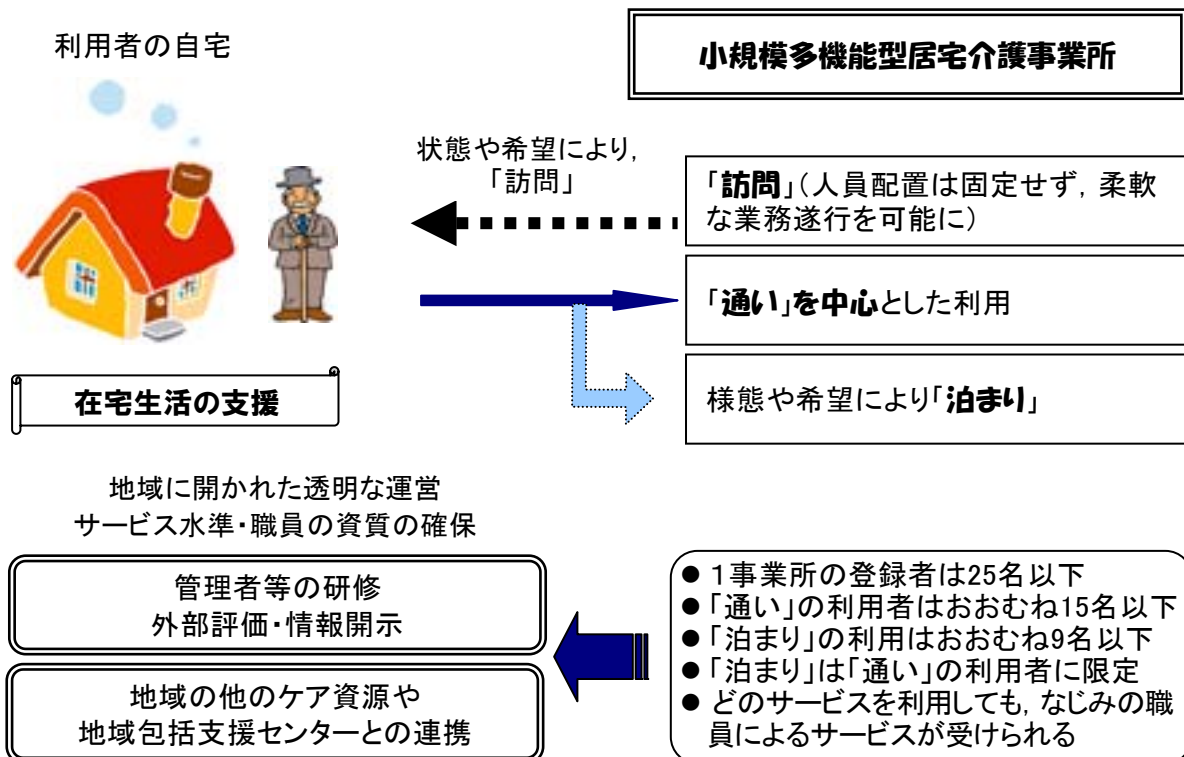 利用者の自宅
小規模多機能型居宅介護事業所
状態や希望により,
「訪問」
「訪問」(人員配置は固定せず, 柔軟
な業務遂行を可能に)
「通い」を中心とした利用
様態や希望により「泊まり」
在宅生活の支援
地域に開かれた透明な運営
サービス水準・職員の資質の確保
管理者等の研修
外部評価・情報開示
地域の他のケア資源や
地域包括支援センターとの連携
● 1事業所の登録者は25名以下
● 「通い」の利用者はおおむね15名以下
● 「泊まり」の利用はおおむね9名以下
● 「泊まり」は「通い」の利用者に限定
● どのサービスを利用しても, なじみの職
員によるサービスが受けられる